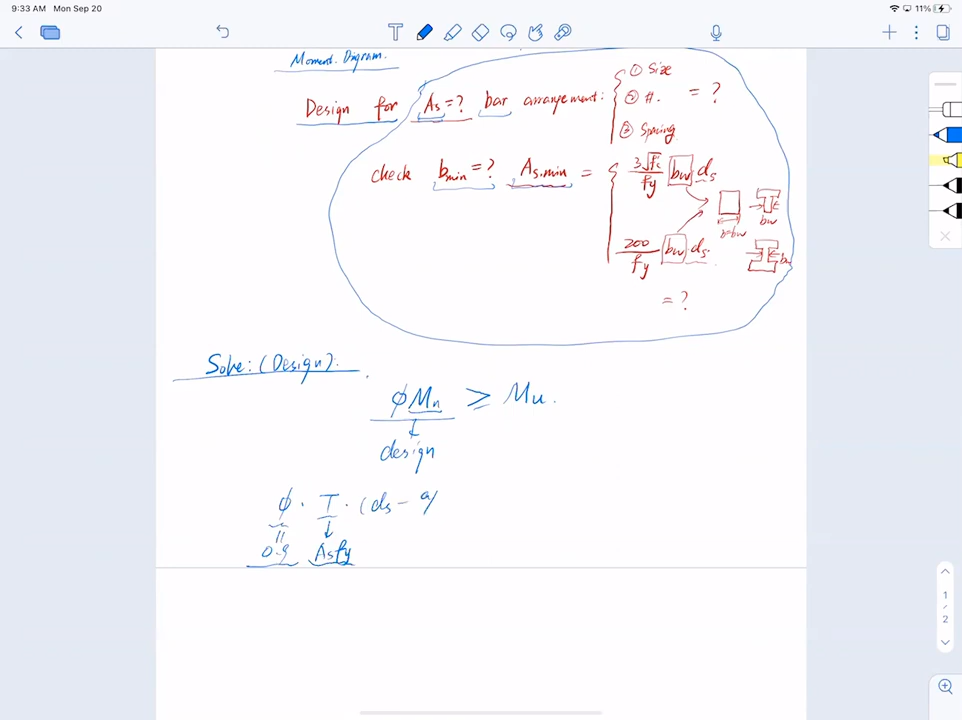 9:33 AM Mon Sep 20
11%
Moment. Diagram.
Design for As=? bar arrangement: ① Size
② #. = ?
③ Spacing
check bmin=? As.min = 3√f'c / fy bw ds
b=bw
bw
200 / fy bw ds.
bw
= ?
Solve: (Design).
φMn ≥ Mu.
design
φ · T · (ds - a/
0.9 Asfy
1
/
2